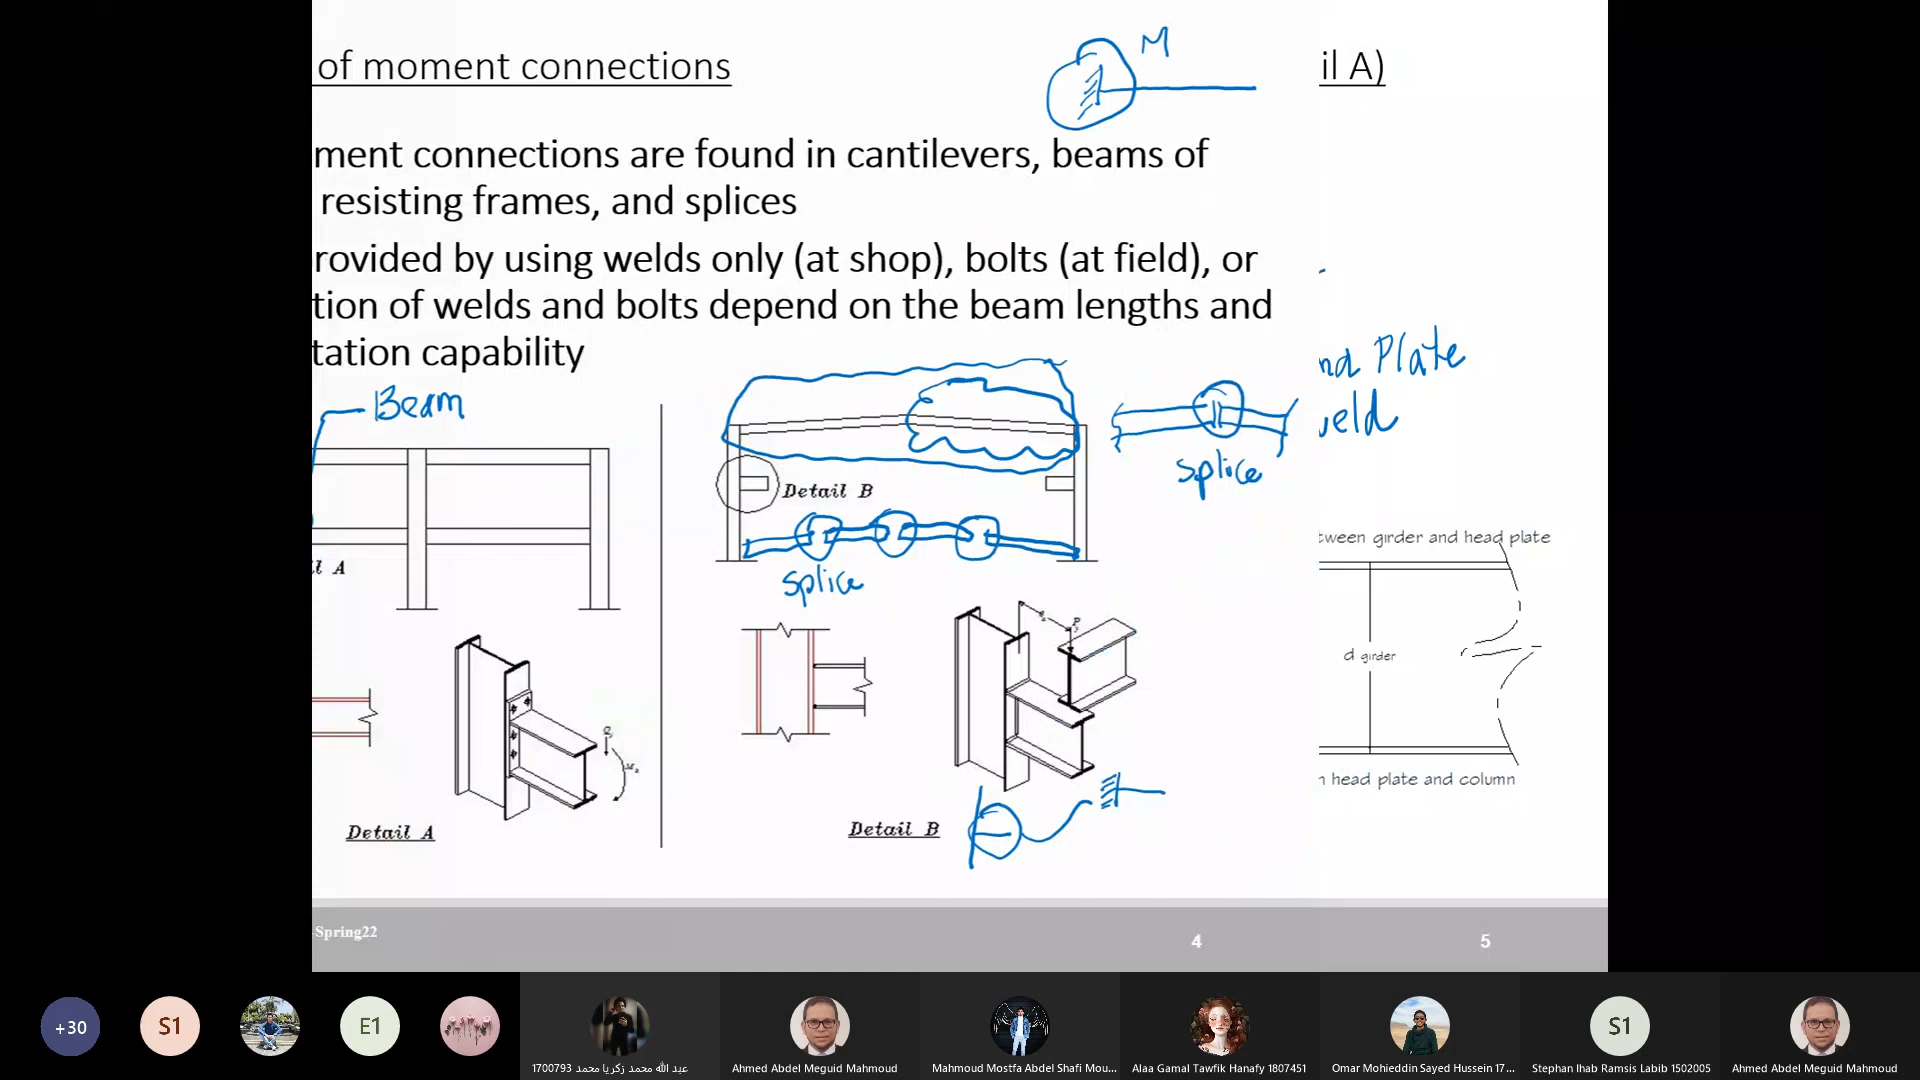 of moment connections
il A)
M
ment connections are found in cantilevers, beams of
resisting frames, and splices
rovided by using welds only (at shop), bolts (at field), or
tion of welds and bolts depend on the beam lengths and
tation capability
nd Plate
weld
Beam
splice
Detail B
splice
l A
tween girder and head plate
d girder
n head plate and column
Detail A
Detail B
-Spring22
4
5
+30
S1
E1
S1
1700793 عبد الله محمد زكريا محمد
Ahmed Abdel Meguid Mahmoud
Mahmoud Mostfa Abdel Shafi Mou...
Alaa Gamal Tawfik Hanafy 1807451
Omar Mohieddin Sayed Hussein 17...
Stephan Ihab Ramsis Labib 1502005
Ahmed Abdel Meguid Mahmoud